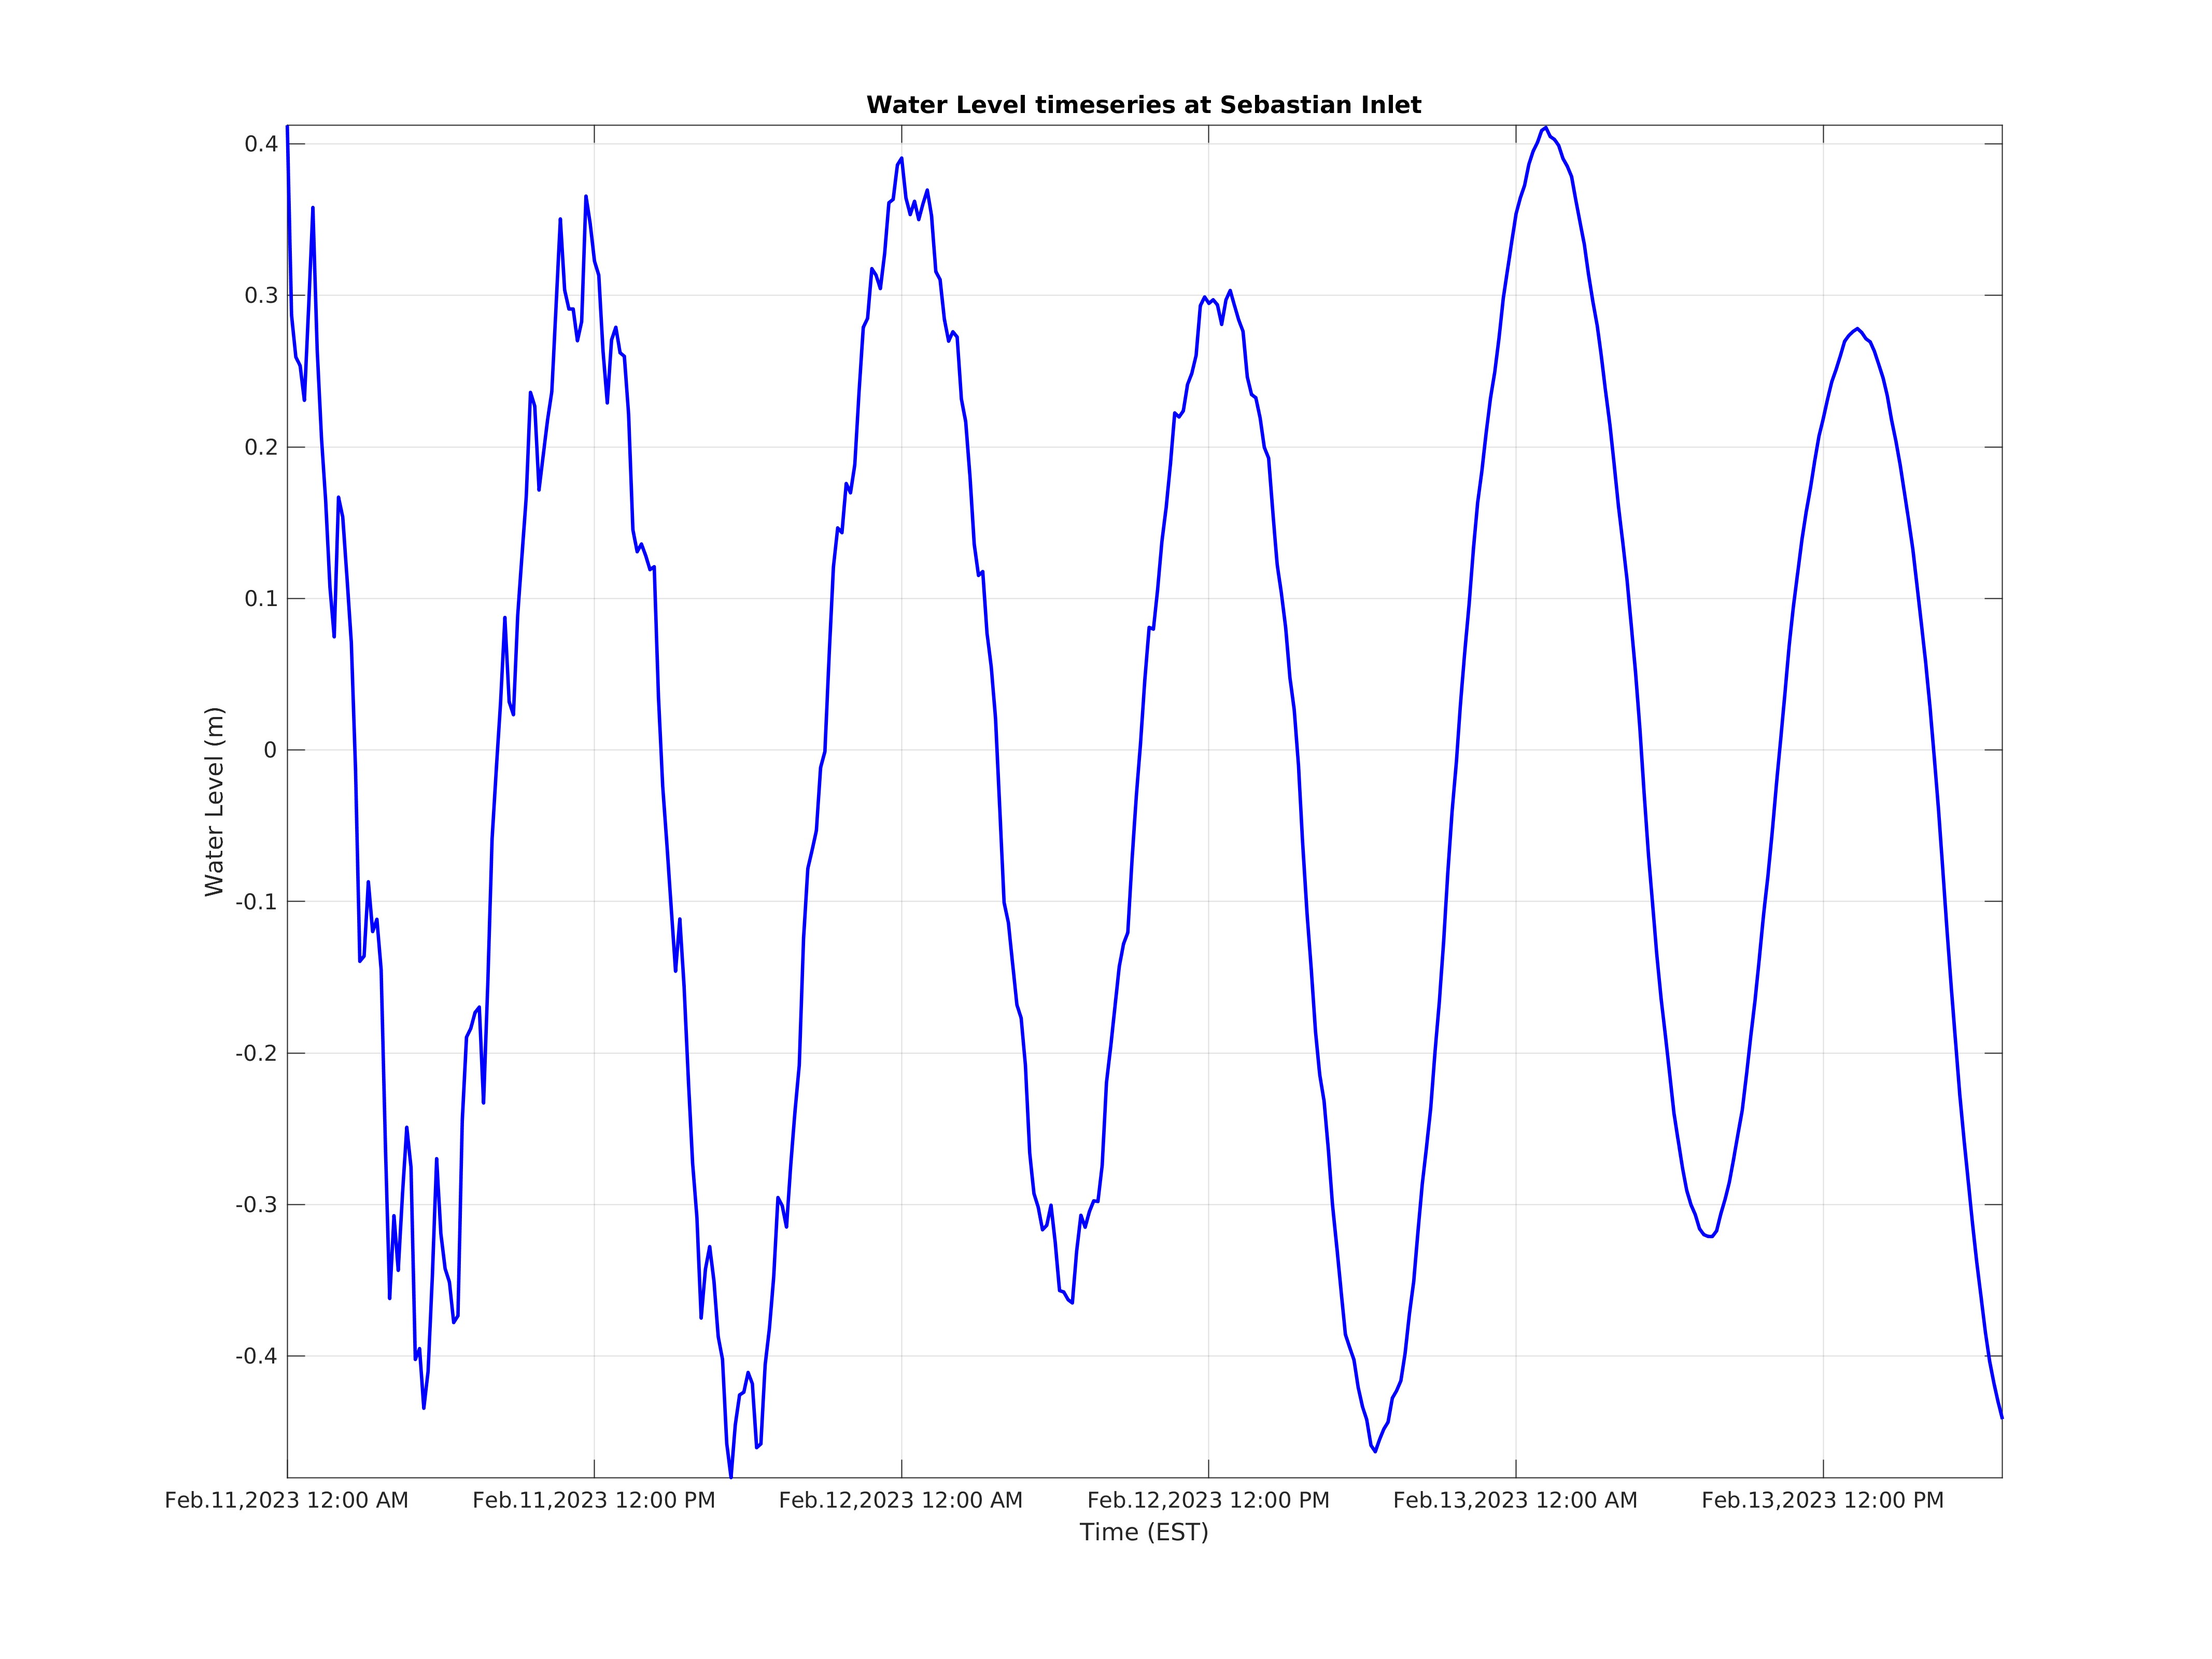 Water Level timeseries at Sebastian Inlet
0.4
0.3
0.2
0.1
0
-0.1
-0.2
-0.3
-0.4
Water Level (m)
Feb.11,2023 12:00 AM
Feb.11,2023 12:00 PM
Feb.12,2023 12:00 AM
Feb.12,2023 12:00 PM
Feb.13,2023 12:00 AM
Feb.13,2023 12:00 PM
Time (EST)